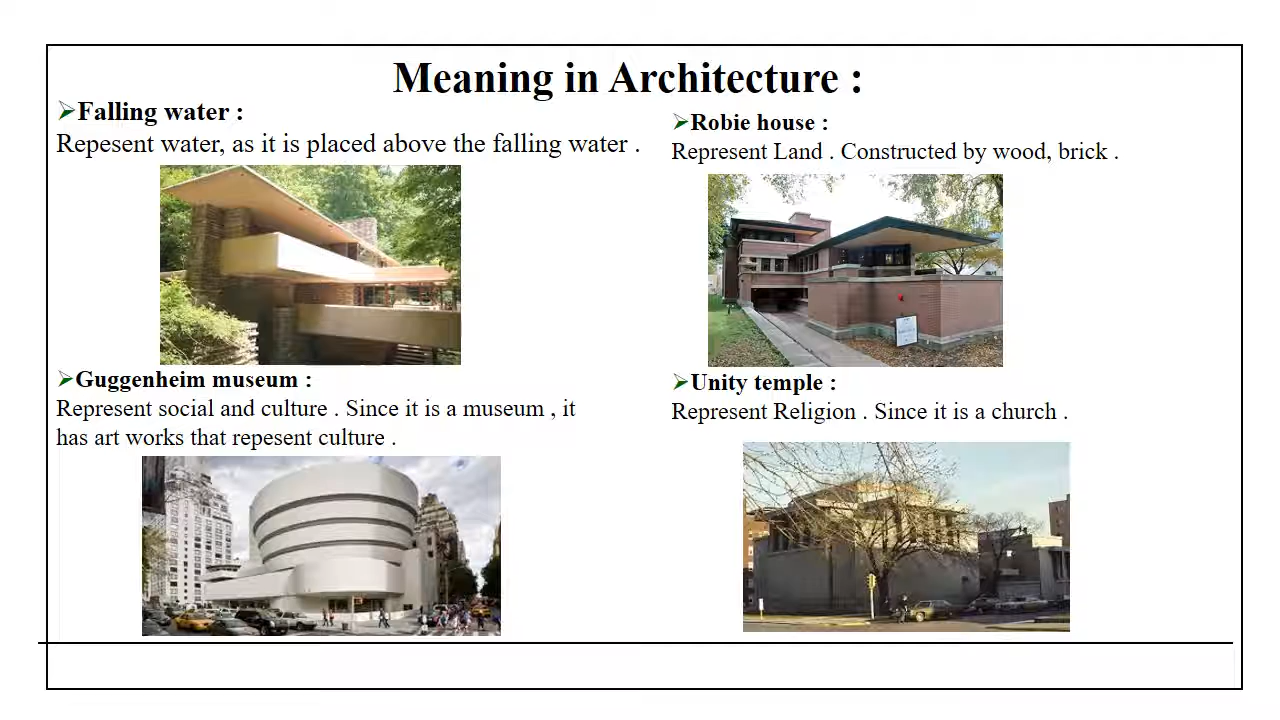 Meaning in Architecture :
Falling water :
Repesent water, as it is placed above the falling water .
Robie house :
Represent Land . Constructed by wood, brick .
Guggenheim museum :
Represent social and culture . Since it is a museum , it
has art works that repesent culture .
Unity temple :
Represent Religion . Since it is a church .